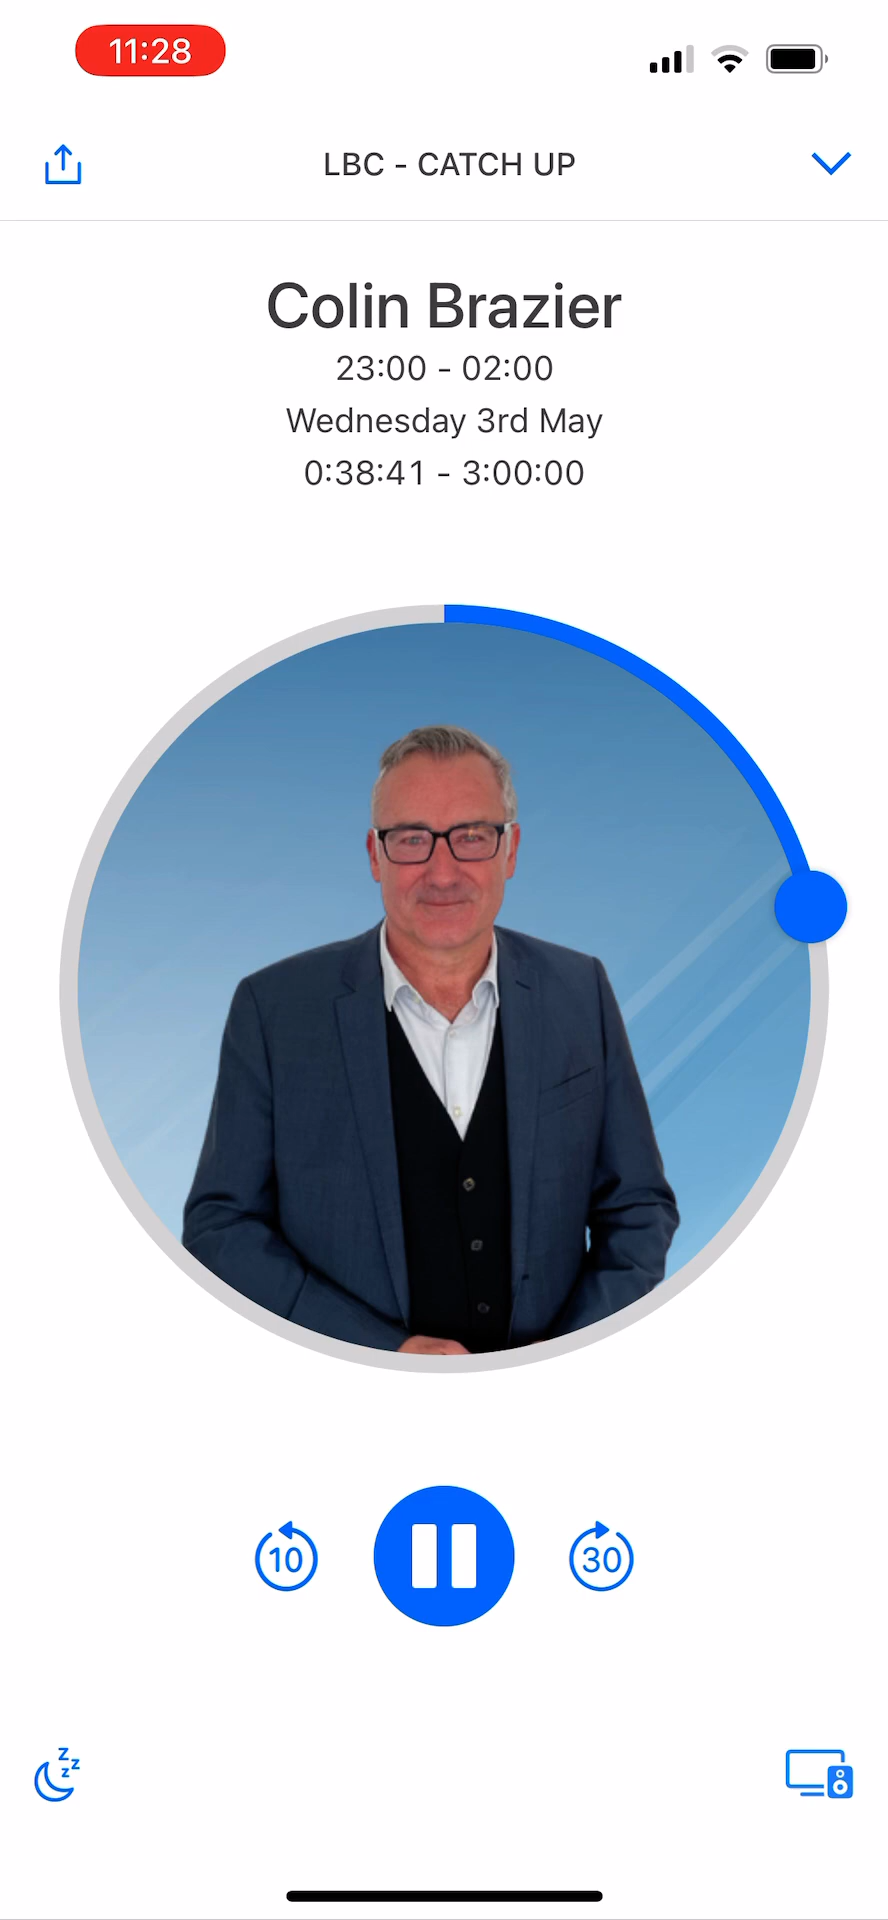 11:28
LBC - CATCH UP
Colin Brazier
23:00 - 02:00
Wednesday 3rd May
0:38:41 - 3:00:00
10
30
z z z